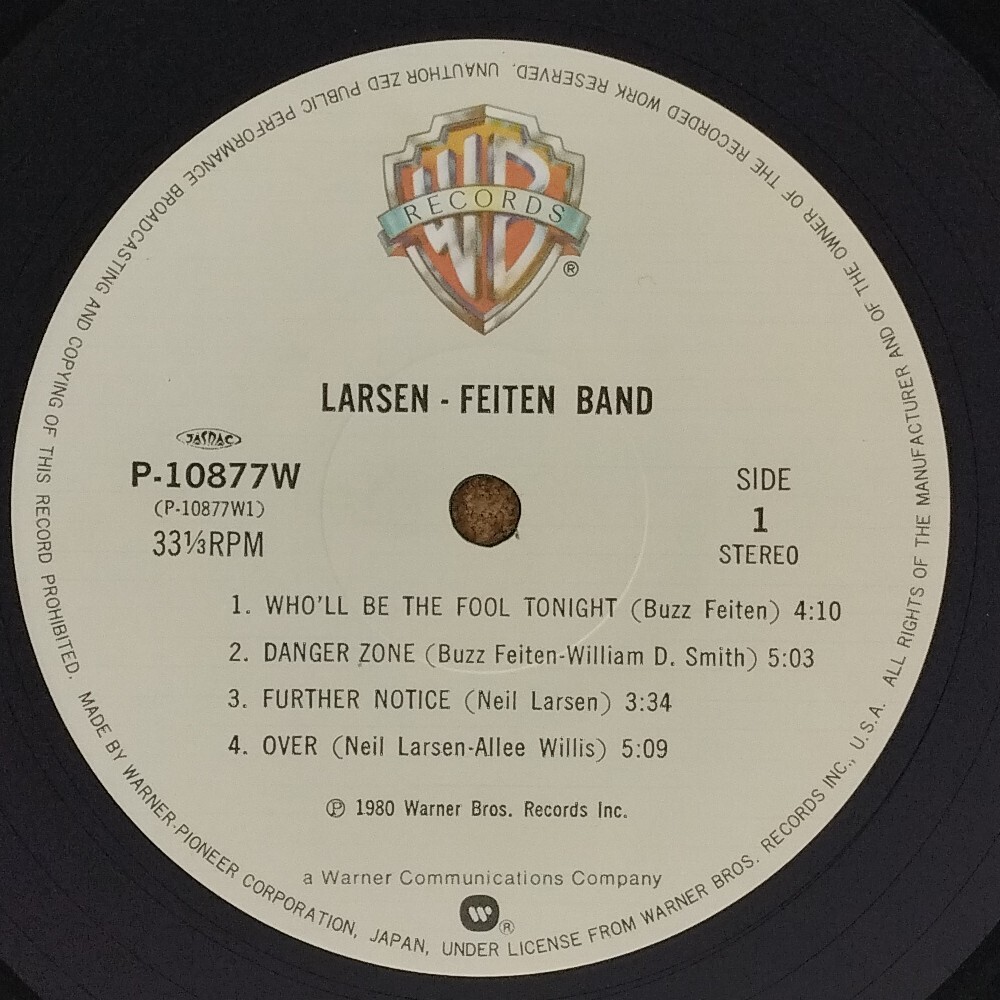 WB
RECORDS
®
LARSEN - FEITEN BAND
JASRAC
P-10877W
(P-10877W1)
33⅓RPM
SIDE
1
STEREO
1. WHO'LL BE THE FOOL TONIGHT (Buzz Feiten) 4:10
2. DANGER ZONE (Buzz Feiten-William D. Smith) 5:03
3. FURTHER NOTICE (Neil Larsen) 3:34
4. OVER (Neil Larsen-Allee Willis) 5:09
℗ 1980 Warner Bros. Records Inc.
a Warner Communications Company
W ®
MADE BY WARNER-PIONEER CORPORATION, JAPAN, UNDER LICENSE FROM WARNER BROS. RECORDS INC., U.S.A. ALL RIGHTS OF THE MANUFACTURER AND OF THE OWNER OF THE RECORDED WORK RESERVED. UNAUTHOR ZED PUBLIC PERFORMANCE BROADCASTING AND COPYING OF THIS RECORD PROHIBITED.